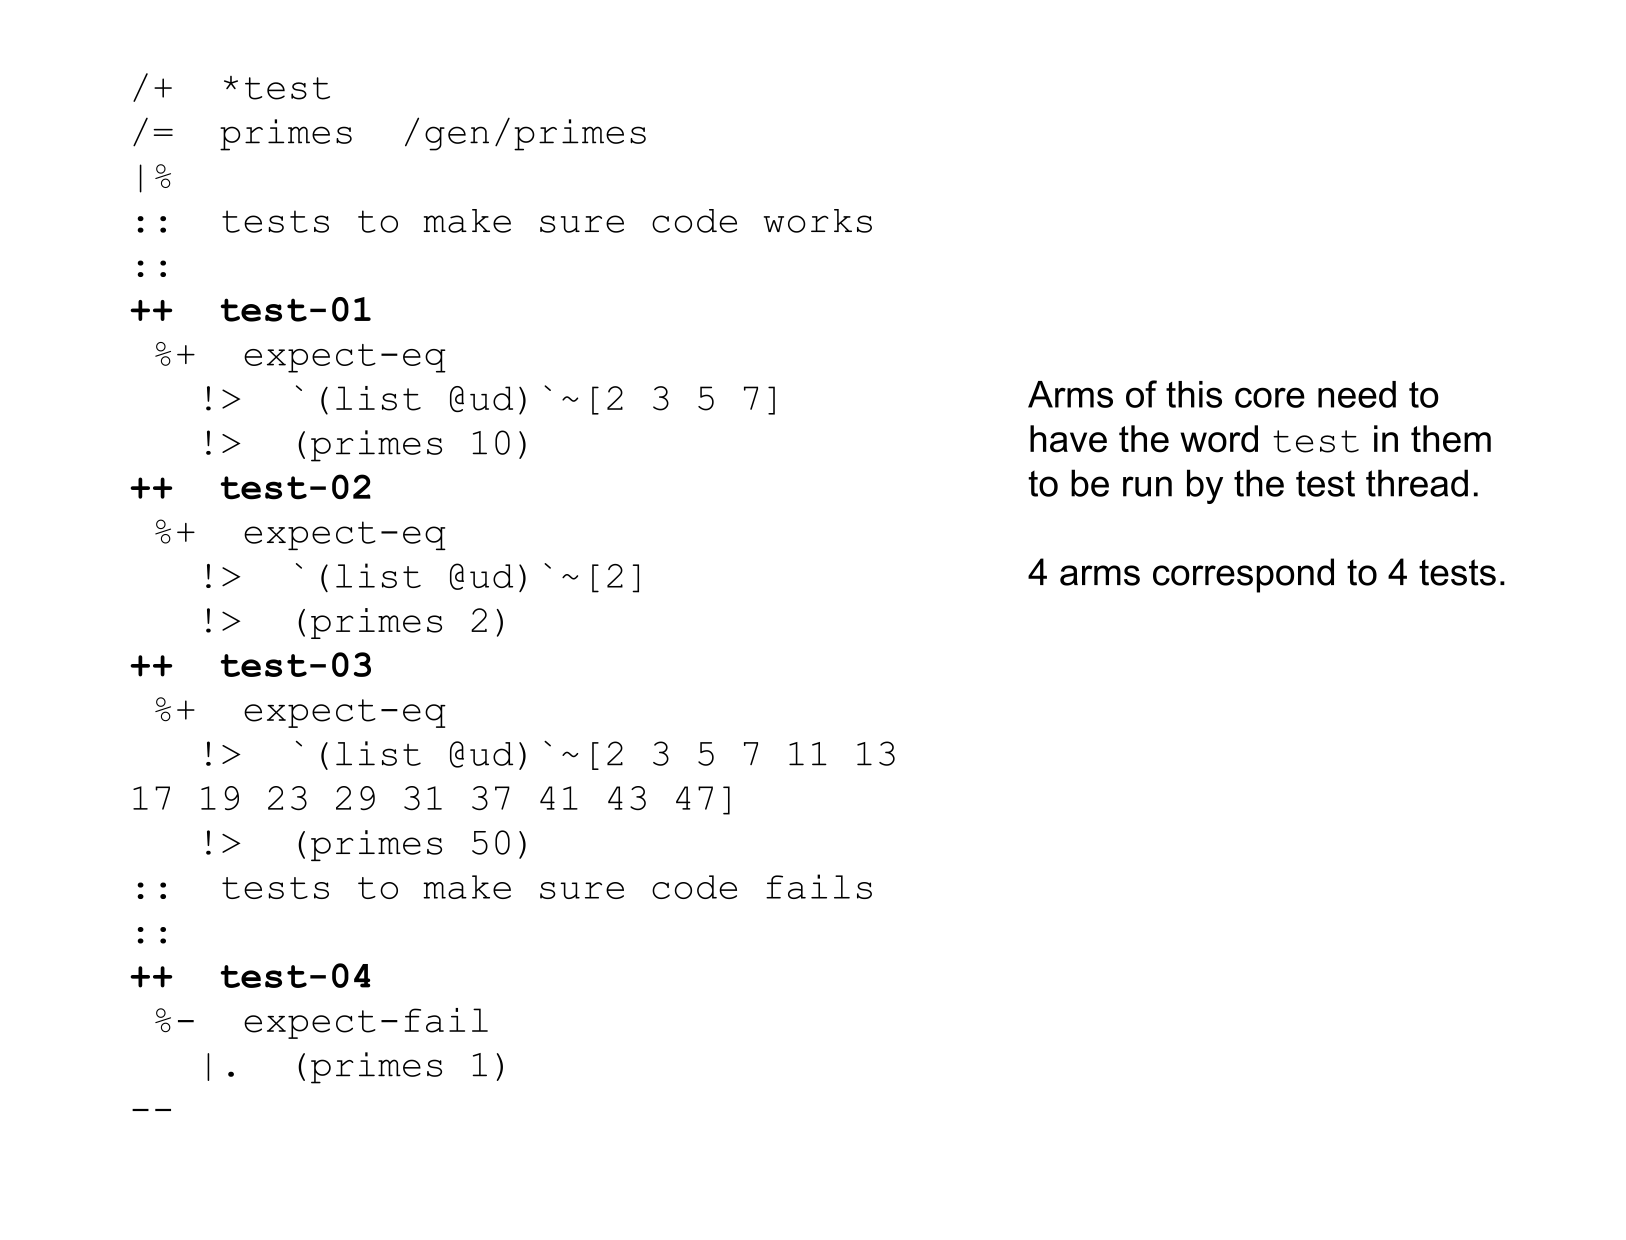 /+  *test
/=  primes  /gen/primes
|%
::  tests to make sure code works
::
++  test-01
 %+  expect-eq
   !>  `(list @ud)`~[2 3 5 7]
   !>  (primes 10)
++  test-02
 %+  expect-eq
   !>  `(list @ud)`~[2]
   !>  (primes 2)
++  test-03
 %+  expect-eq
   !>  `(list @ud)`~[2 3 5 7 11 13
17 19 23 29 31 37 41 43 47]
   !>  (primes 50)
::  tests to make sure code fails
::
++  test-04
 %-  expect-fail
   |.  (primes 1)
--
Arms of this core need to
have the word test in them
to be run by the test thread.
4 arms correspond to 4 tests.